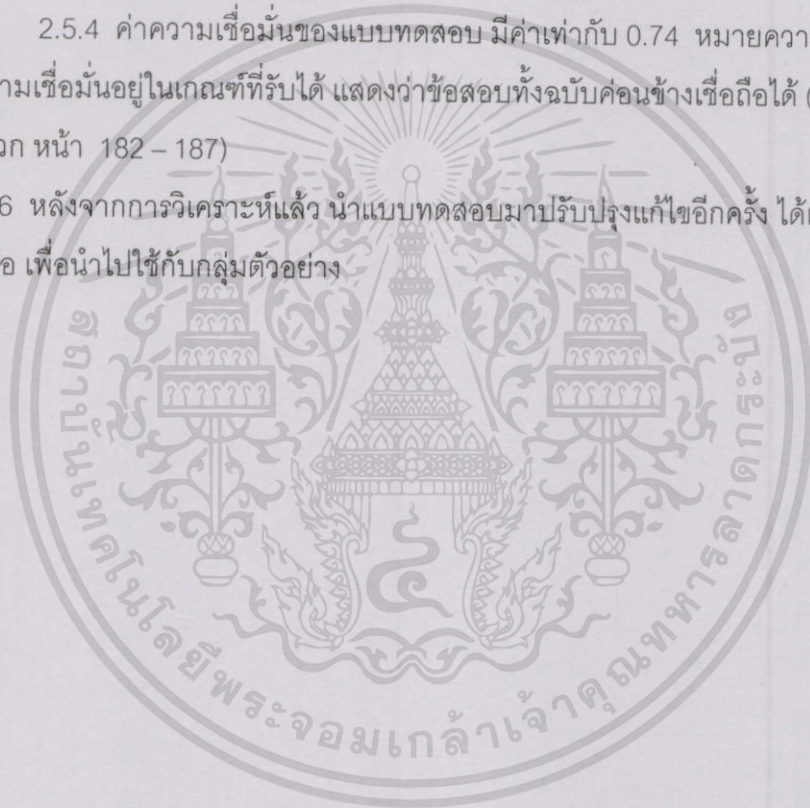 2.5.4 ค่าความเชื่อมั่นของแบบทดสอบ มีค่าเท่ากับ 0.74 หมายควา
ามเชื่อมั่นอยู่ในเกณฑ์ที่รับได้ แสดงว่าข้อสอบทั้งฉบับค่อนข้างเชื่อถือได้ (
วก หน้า 182 – 187)
6 หลังจากการวิเคราะห์แล้ว นำแบบทดสอบมาปรับปรุงแก้ไขอีกครั้ง ได้
อ เพื่อนำไปใช้กับกลุ่มตัวอย่าง
สถาบันเทคโนโลยีพระจอมเกล้าเจ้าคุณทหารลาดกระบัง
๔